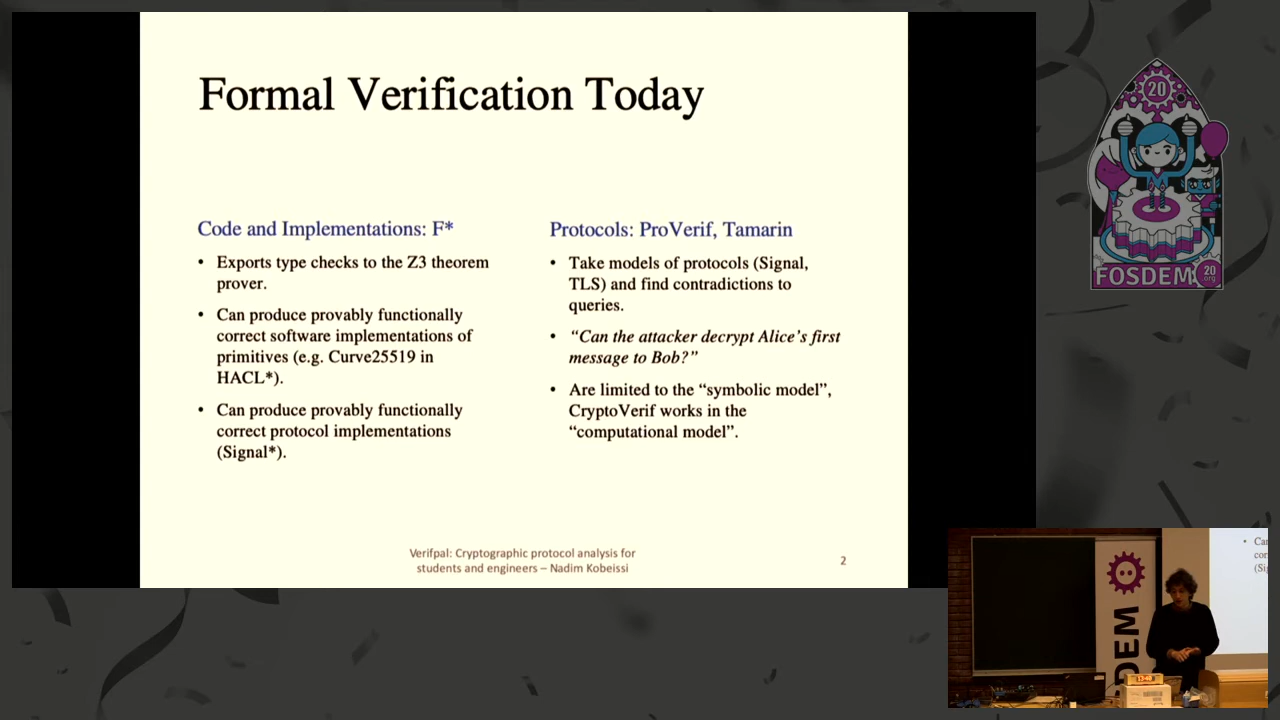 Formal Verification Today
Code and Implementations: F*
• Exports type checks to the Z3 theorem
prover.
• Can produce provably functionally
correct software implementations of
primitives (e.g. Curve25519 in
HACL*).
• Can produce provably functionally
correct protocol implementations
(Signal*).
Protocols: ProVerif, Tamarin
• Take models of protocols (Signal,
TLS) and find contradictions to
queries.
• “Can the attacker decrypt Alice’s first
message to Bob?”
• Are limited to the “symbolic model”,
CryptoVerif works in the
“computational model”.
Verifpal: Cryptographic protocol analysis for
students and engineers – Nadim Kobeissi
2
20
FOSDEM
20
.org
• Ca
cor
(Si
DEM